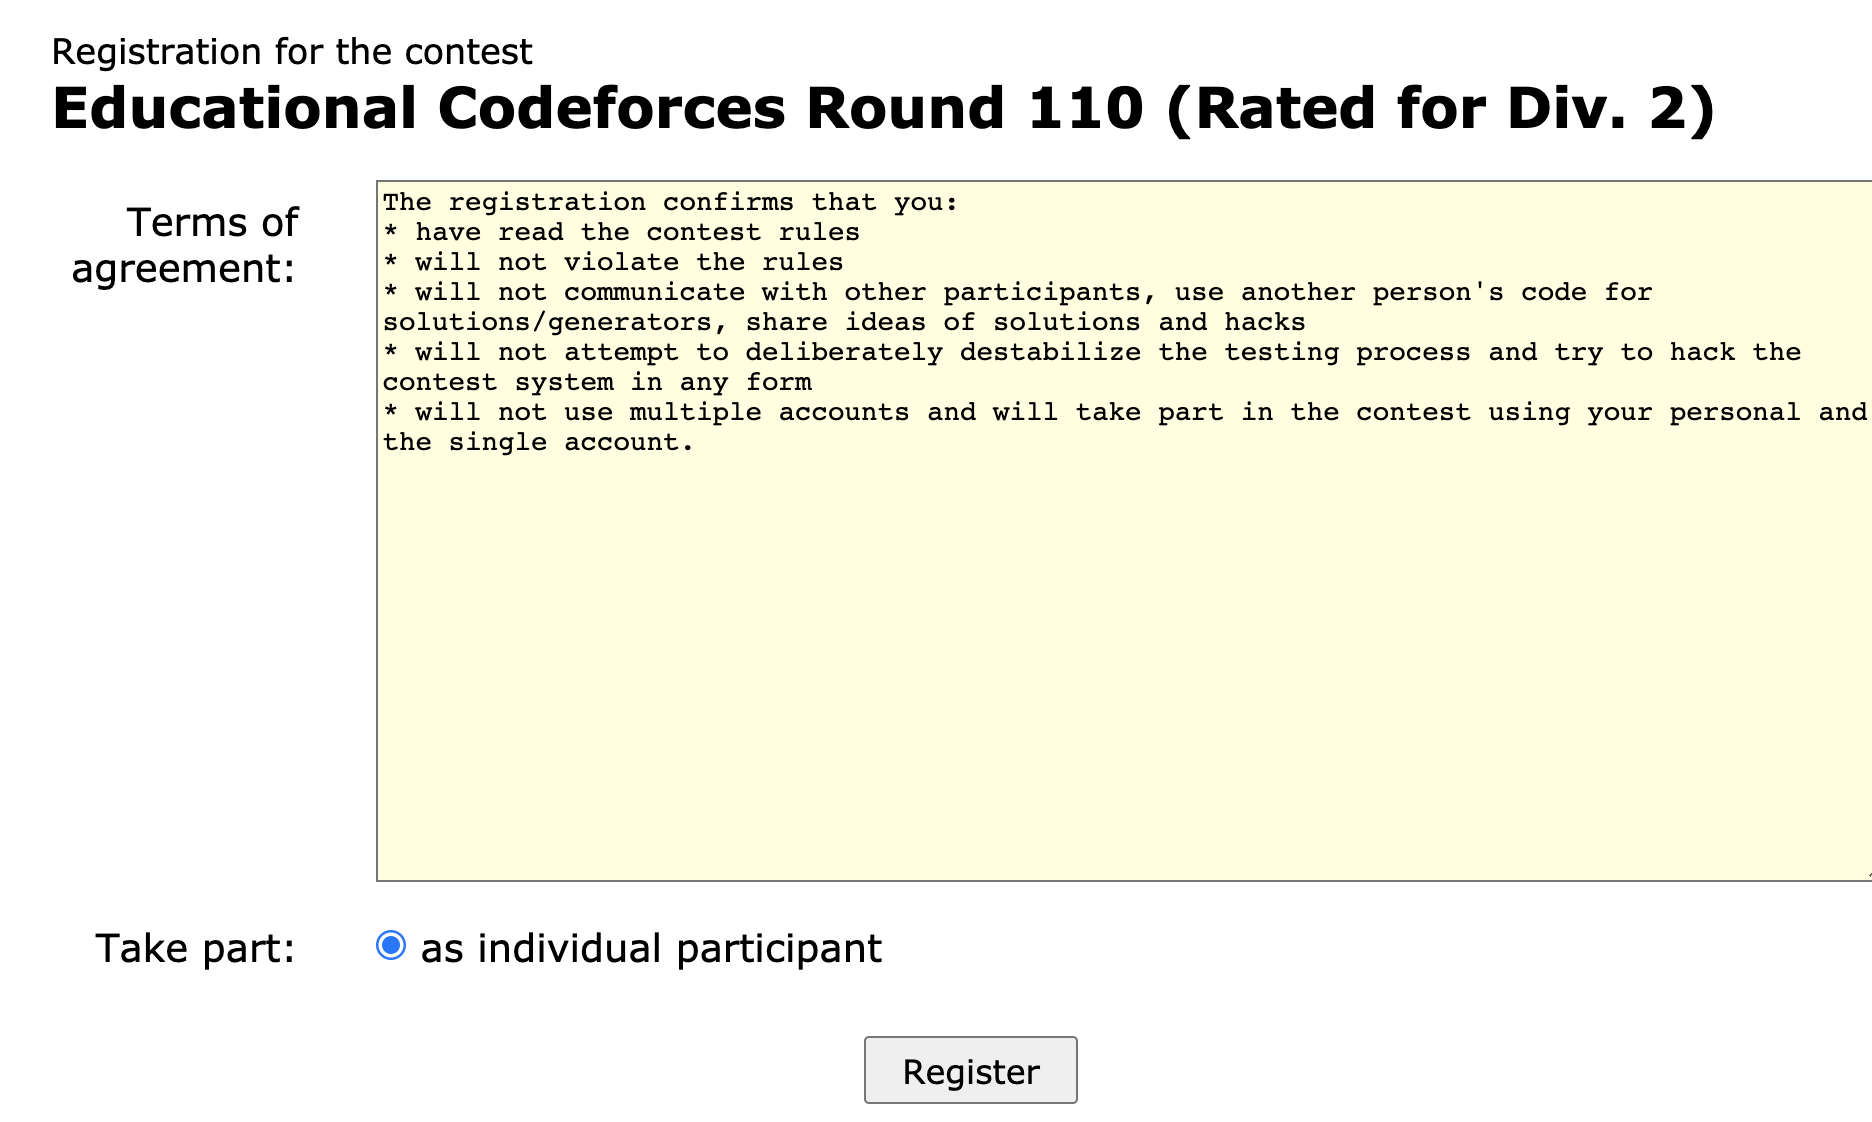 Registration for the contest
Educational Codeforces Round 110 (Rated for Div. 2)
Terms of
agreement:
The registration confirms that you:
* have read the contest rules
* will not violate the rules
* will not communicate with other participants, use another person's code for
solutions/generators, share ideas of solutions and hacks
* will not attempt to deliberately destabilize the testing process and try to hack the
contest system in any form
* will not use multiple accounts and will take part in the contest using your personal and
the single account.
Take part:
as individual participant
Register